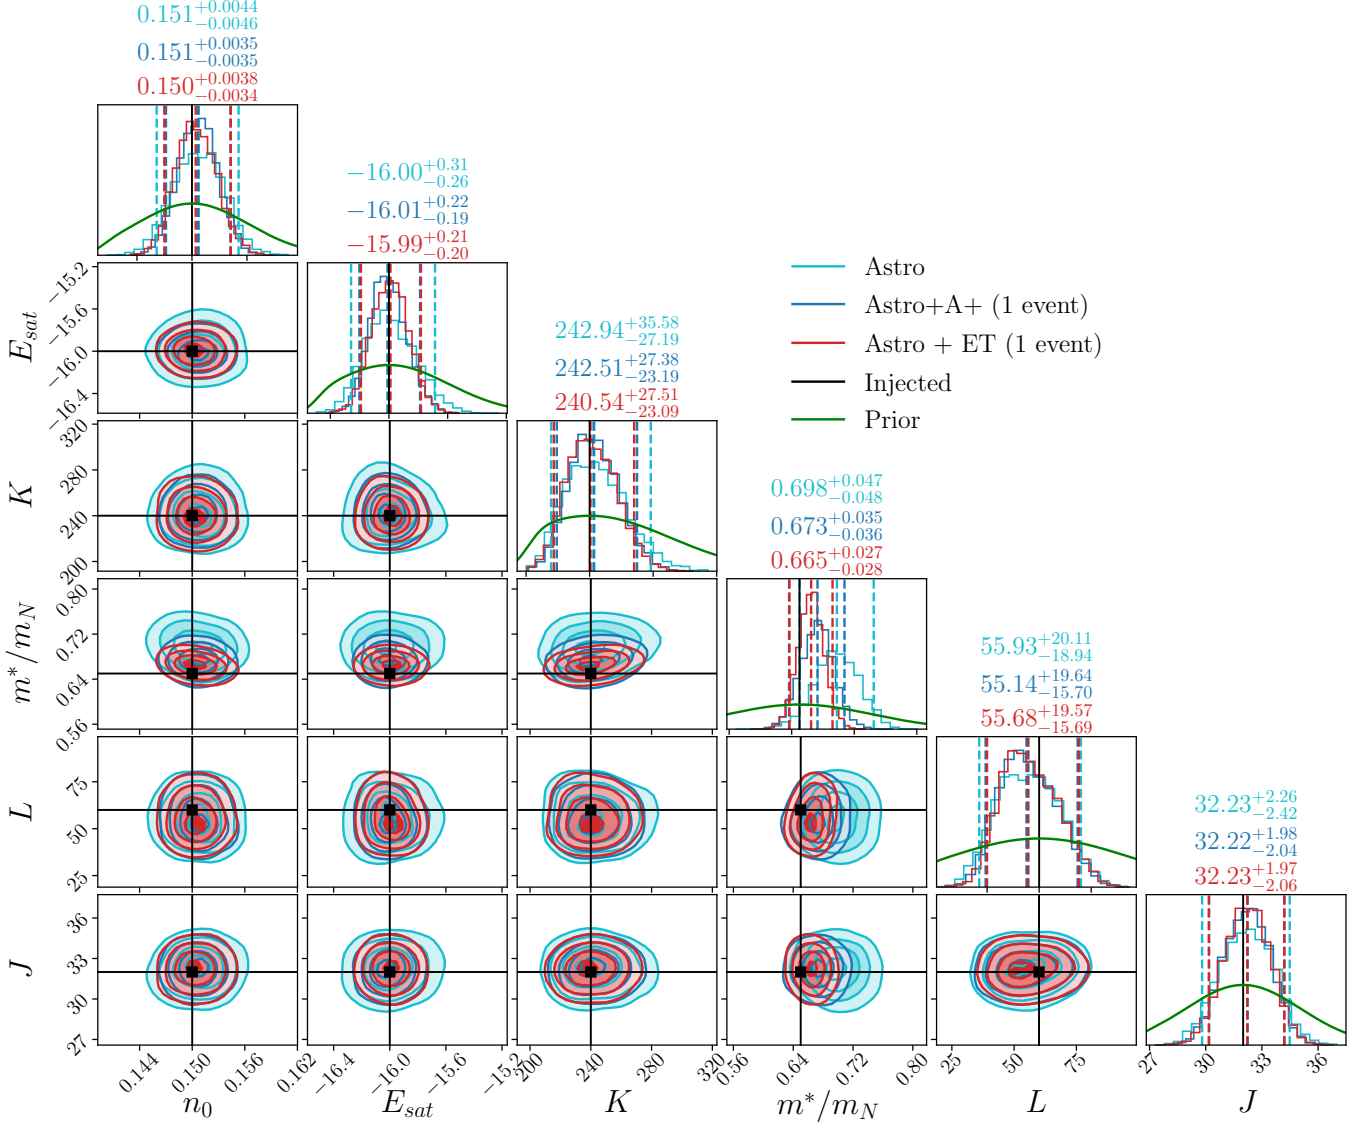 0.151^{+0.0044}_{-0.0046}
0.151^{+0.0035}_{-0.0035}
0.150^{+0.0038}_{-0.0034}
−16.00^{+0.31}_{-0.26}
−16.01^{+0.22}_{-0.19}
−15.99^{+0.21}_{-0.20}
242.94^{+35.58}_{-27.19}
242.51^{+27.38}_{-23.19}
240.54^{+27.51}_{-23.09}
0.698^{+0.047}_{-0.048}
0.673^{+0.035}_{-0.036}
0.665^{+0.027}_{-0.028}
55.93^{+20.11}_{-18.94}
55.14^{+19.64}_{-15.70}
55.68^{+19.57}_{-15.69}
32.23^{+2.26}_{-2.42}
32.22^{+1.98}_{-2.04}
32.23^{+1.97}_{-2.06}
Astro
Astro+A+ (1 event)
Astro + ET (1 event)
Injected
Prior
E_{sat}
−15.2
−15.6
−16.0
−16.4
K
320
280
240
200
m*/m_N
0.80
0.72
0.64
0.56
L
75
50
25
J
36
33
30
27
0.144 0.150 0.156 0.162
n_0
−16.4 −16.0 −15.6
E_{sat}
200 240 280 320
K
0.56 0.64 0.72 0.80
m*/m_N
25 50 75
L
27 30 33 36
J